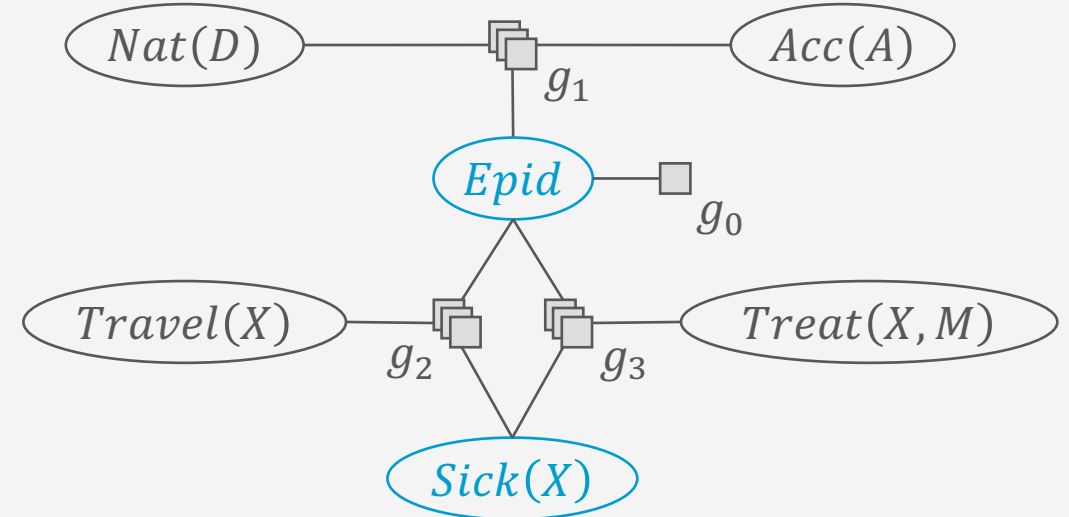 Nat(D)
Acc(A)
g₁
Epid
g₀
Travel(X)
Treat(X, M)
g₂
g₃
Sick(X)